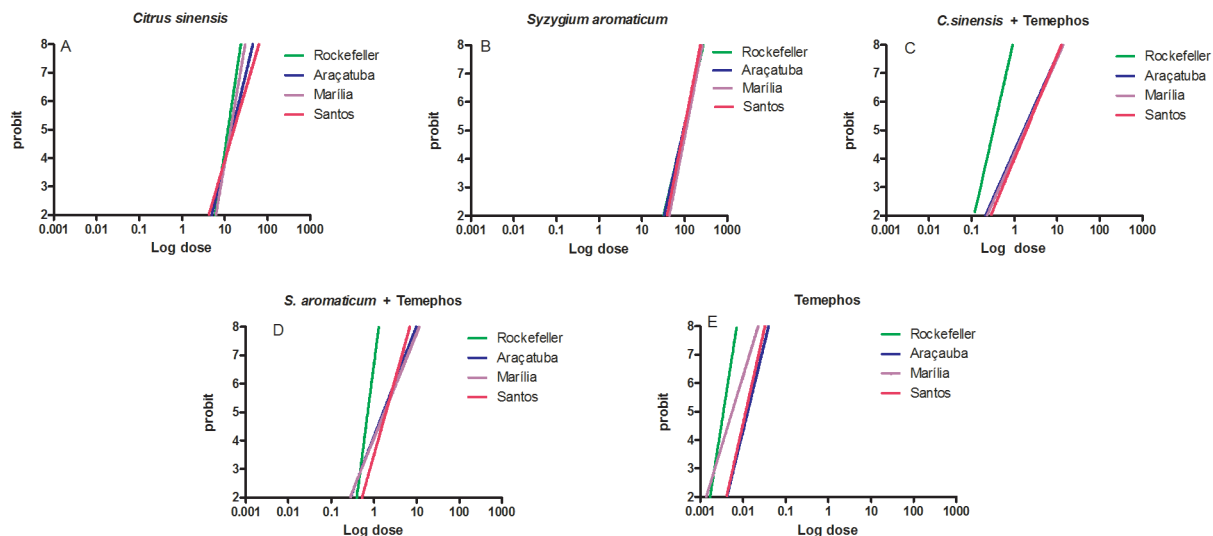 Citrus sinensis
A
8
7
6
5
4
3
2
probit
0.001 0.01 0.1 1 10 100 1000
Log dose
Rockefeller
Araçatuba
Marília
Santos
Syzygium aromaticum
B
8
7
6
5
4
3
2
probit
0.001 0.01 0.1 1 10 100 1000
Log dose
Rockefeller
Araçatuba
Marília
Santos
C.sinensis + Temephos
C
8
7
6
5
4
3
2
probit
0.001 0.01 0.1 1 10 100 1000
Log dose
Rockefeller
Araçatuba
Marília
Santos
S. aromaticum + Temephos
D
8
7
6
5
4
3
2
probit
0.001 0.01 0.1 1 10 100 1000
Log dose
Rockefeller
Araçatuba
Marília
Santos
Temephos
E
8
7
6
5
4
3
2
probit
0.001 0.01 0.1 1 10 100 1000
Log dose
Rockefeller
Araçauba
Marília
Santos